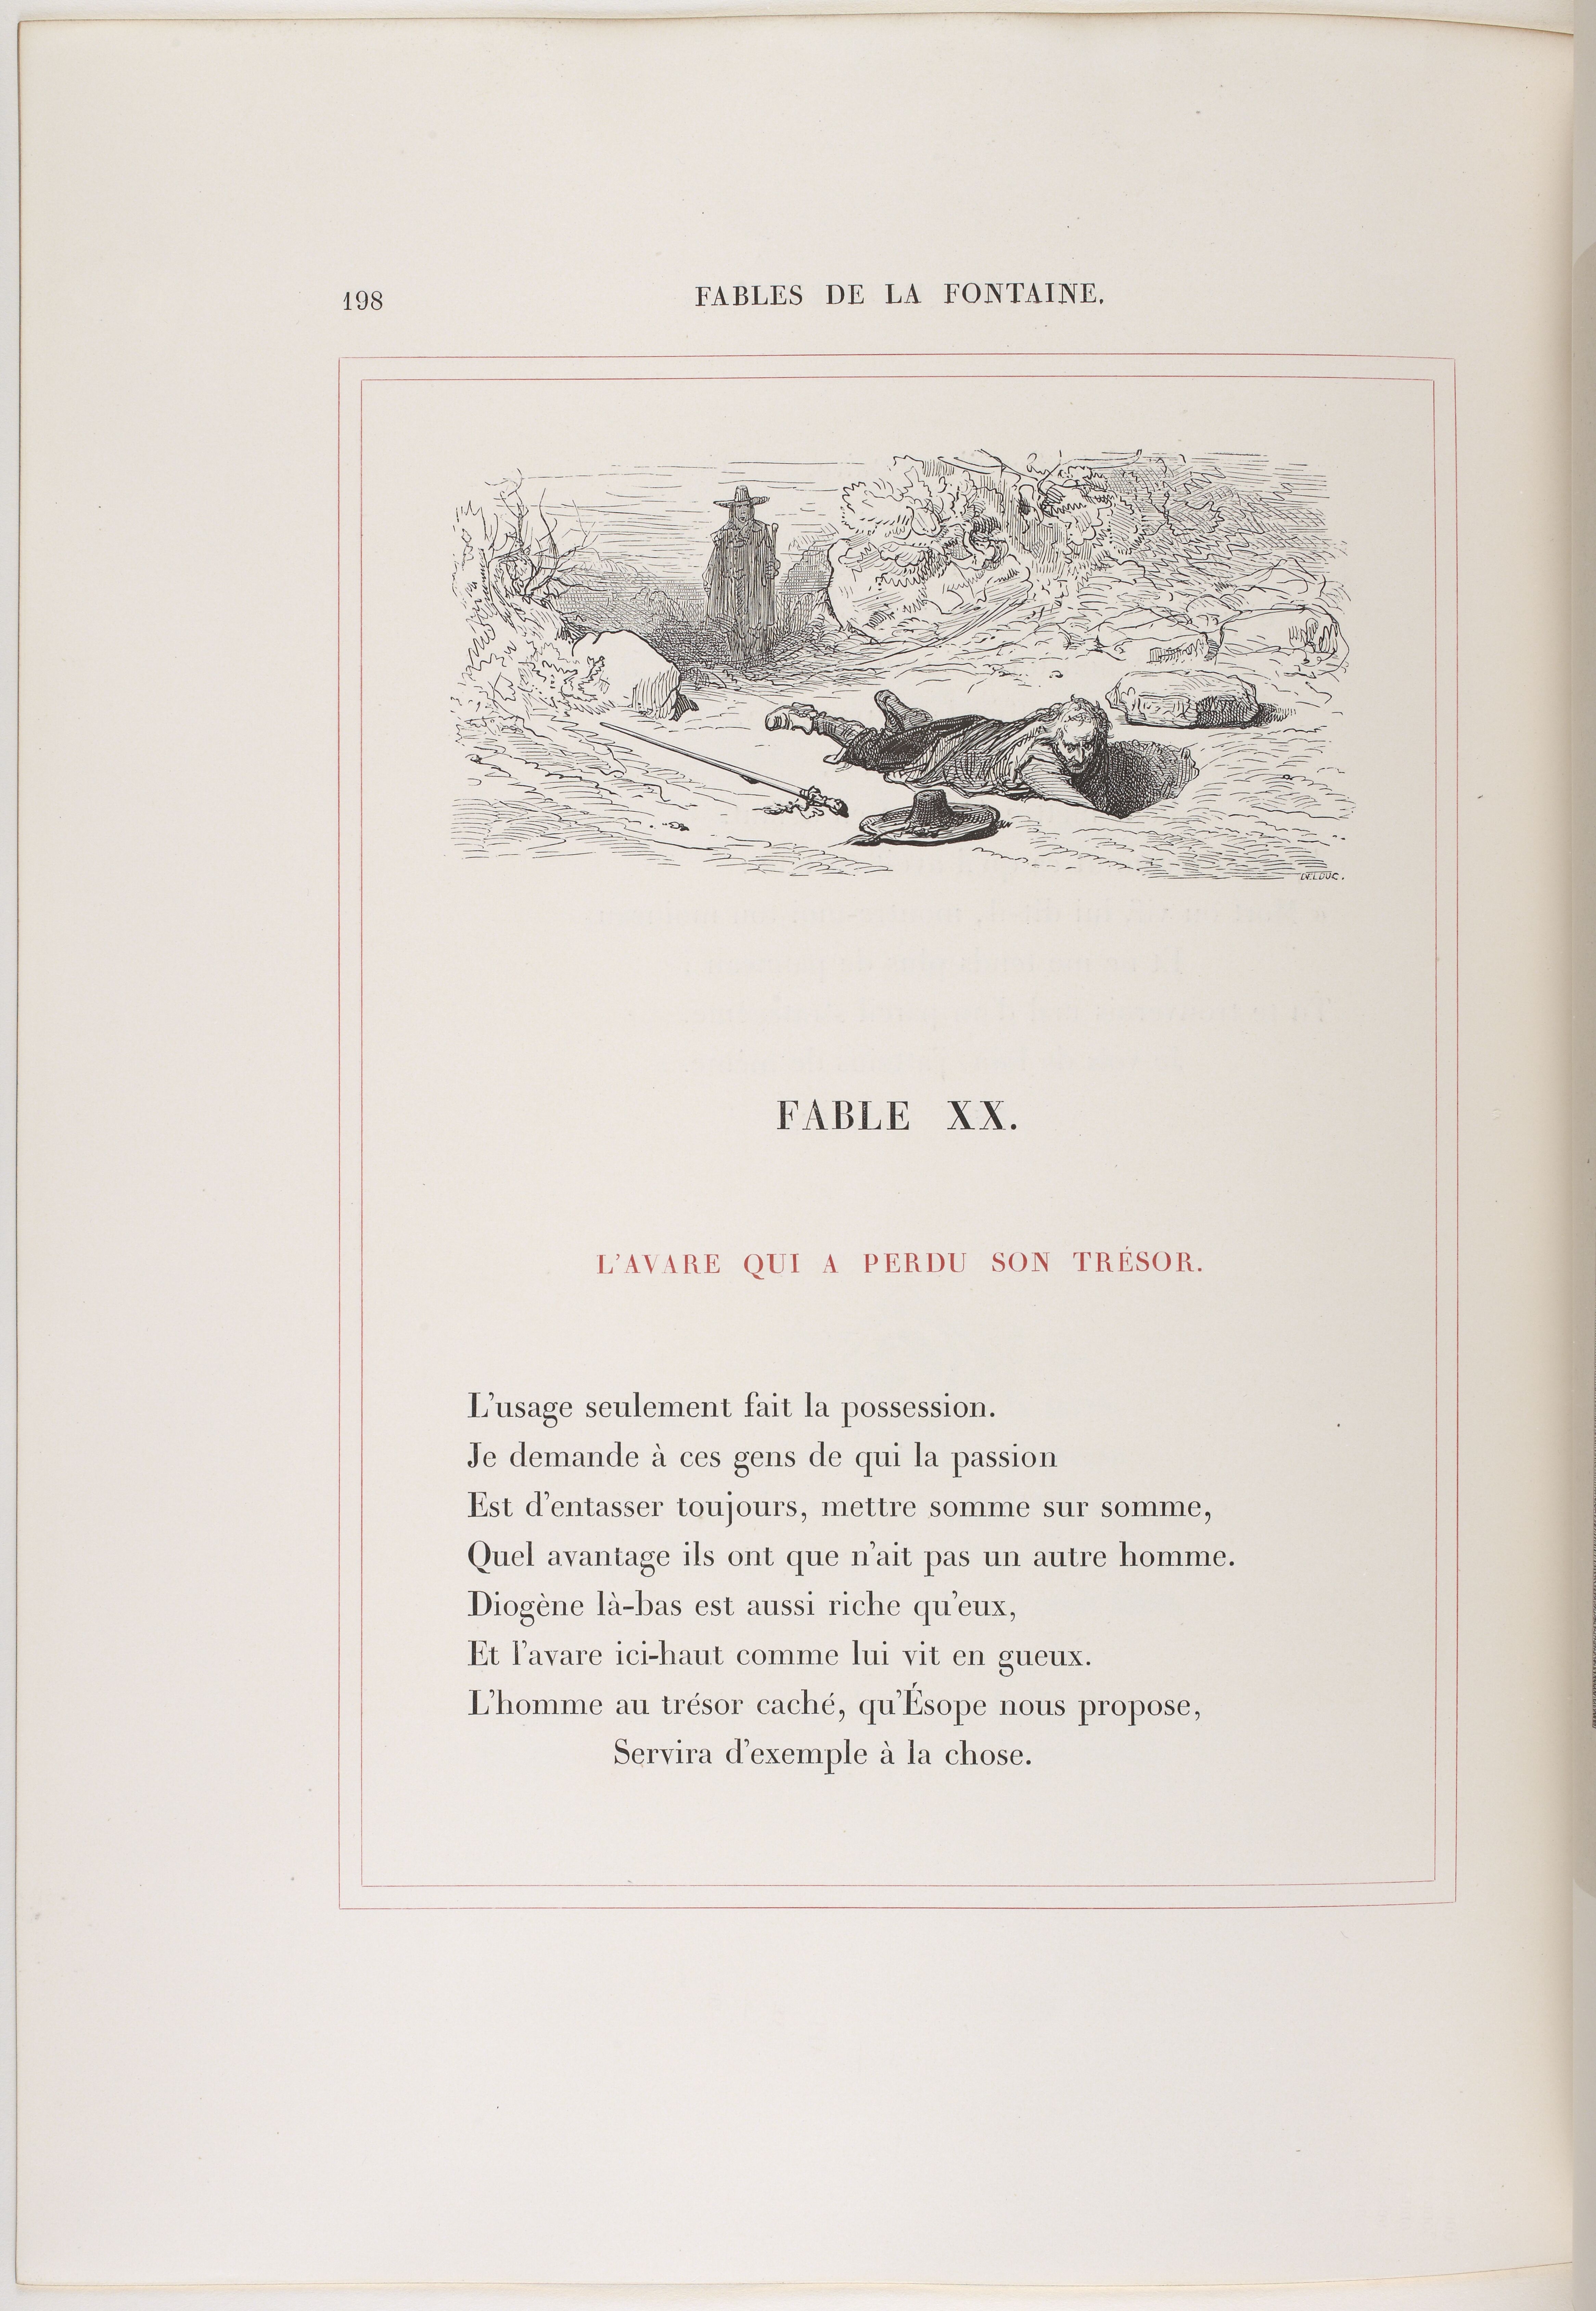 198
FABLES DE LA FONTAINE.
DELDUC.
FABLE XX.
L'AVARE QUI A PERDU SON TRÉSOR.
L'usage seulement fait la possession.
Je demande à ces gens de qui la passion
Est d'entasser toujours, mettre somme sur somme,
Quel avantage ils ont que n'ait pas un autre homme.
Diogène là-bas est aussi riche qu'eux,
Et l'avare ici-haut comme lui vit en gueux.
L'homme au trésor caché, qu'Ésope nous propose,
Servira d'exemple à la chose.